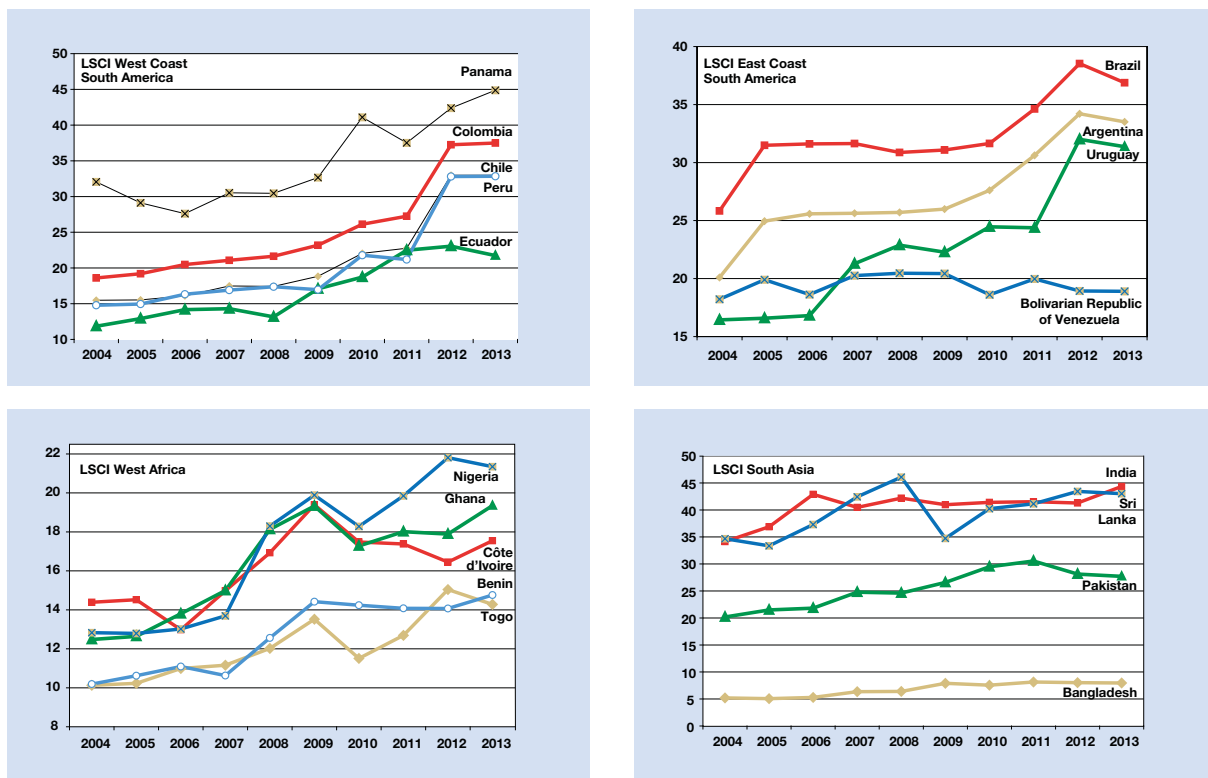 LSCI West Coast
South America
50
45
40
35
30
25
20
15
10
Panama
Colombia
Chile
Peru
Ecuador
2004 2005 2006 2007 2008 2009 2010 2011 2012 2013
LSCI East Coast
South America
40
35
30
25
20
15
Brazil
Argentina
Uruguay
Bolivarian Republic
of Venezuela
2004 2005 2006 2007 2008 2009 2010 2011 2012 2013
LSCI West Africa
22
20
18
16
14
12
10
8
Nigeria
Ghana
Côte
d'Ivoire
Benin
Togo
2004 2005 2006 2007 2008 2009 2010 2011 2012 2013
LSCI South Asia
50
45
40
35
30
25
20
15
10
5
0
India
Sri
Lanka
Pakistan
Bangladesh
2004 2005 2006 2007 2008 2009 2010 2011 2012 2013